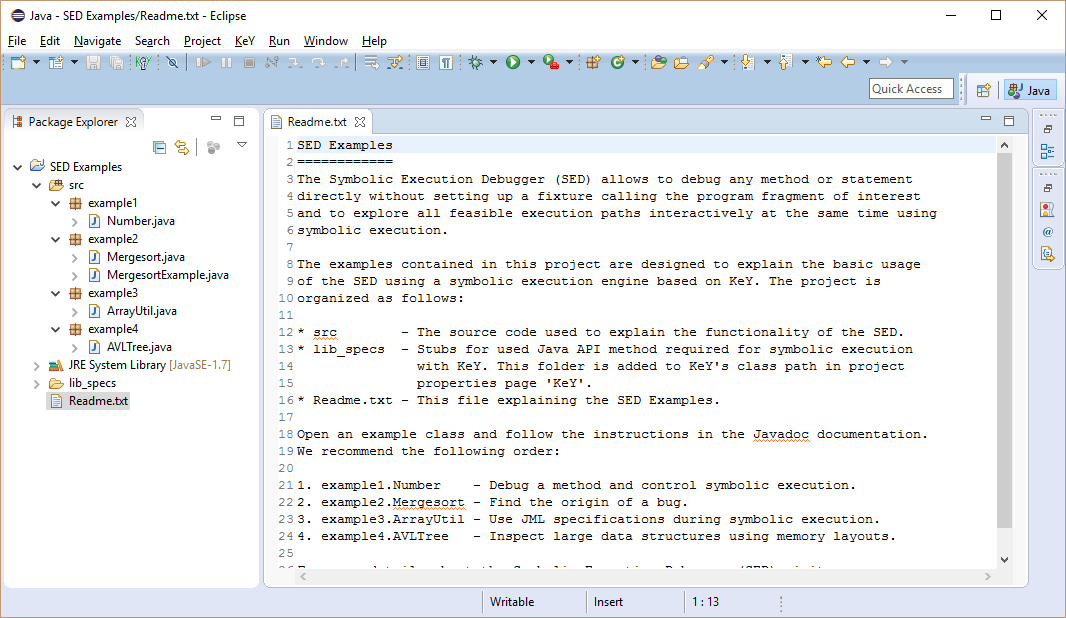 Java - SED Examples/Readme.txt - Eclipse
File Edit Navigate Search Project KeY Run Window Help
Quick Access
Java
Package Explorer
SED Examples
src
example1
Number.java
example2
Mergesort.java
MergesortExample.java
example3
ArrayUtil.java
example4
AVLTree.java
JRE System Library [JavaSE-1.7]
lib_specs
Readme.txt
Readme.txt
1 SED Examples
2 ============
3 The Symbolic Execution Debugger (SED) allows to debug any method or statement
4 directly without setting up a fixture calling the program fragment of interest
5 and to explore all feasible execution paths interactively at the same time using
6 symbolic execution.
7
8 The examples contained in this project are designed to explain the basic usage
9 of the SED using a symbolic execution engine based on KeY. The project is
10 organized as follows:
11
12 * src        - The source code used to explain the functionality of the SED.
13 * lib_specs  - Stubs for used Java API method required for symbolic execution
14                with KeY. This folder is added to KeY's class path in project
15                properties page 'KeY'.
16 * Readme.txt - This file explaining the SED Examples.
17
18 Open an example class and follow the instructions in the Javadoc documentation.
19 We recommend the following order:
20
21 1. example1.Number    - Debug a method and control symbolic execution.
22 2. example2.Mergesort - Find the origin of a bug.
23 3. example3.ArrayUtil - Use JML specifications during symbolic execution.
24 4. example4.AVLTree   - Inspect large data structures using memory layouts.
25
Writable Insert 1 : 13